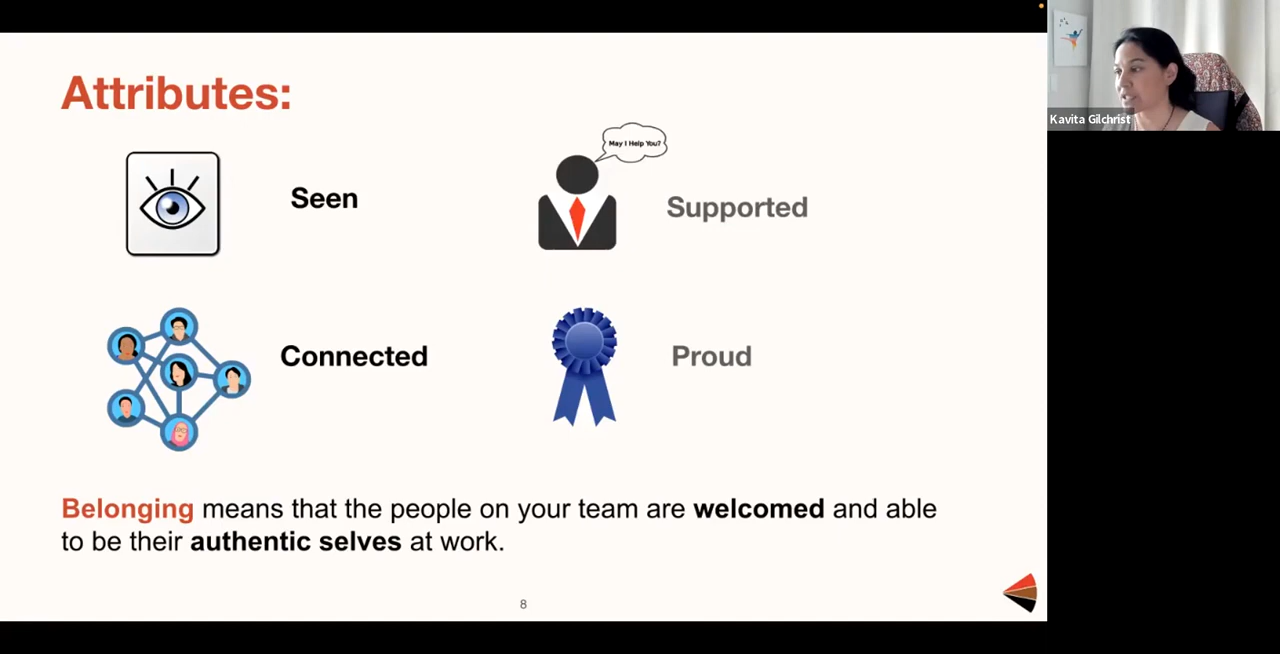 Attributes:
May I Help You?
Seen
Supported
Connected
Proud
Belonging means that the people on your team are welcomed and able
to be their authentic selves at work.
8
Kavita Gilchrist